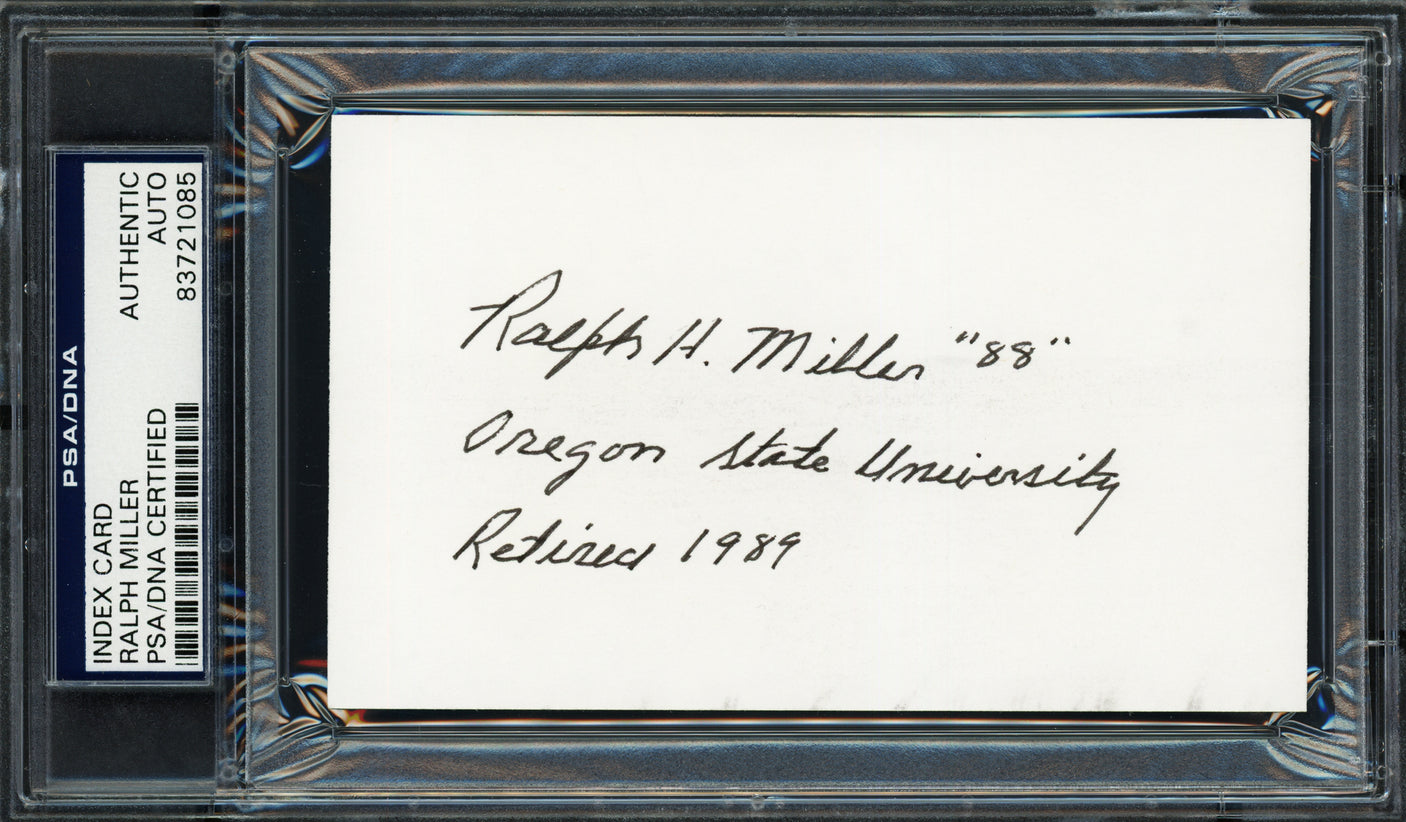 PSA/DNA
INDEX CARD
RALPH MILLER
PSA/DNA CERTIFIED
AUTHENTIC
AUTO
83721085
Ralph H. Miller "88"
Oregon State University
Retired 1989